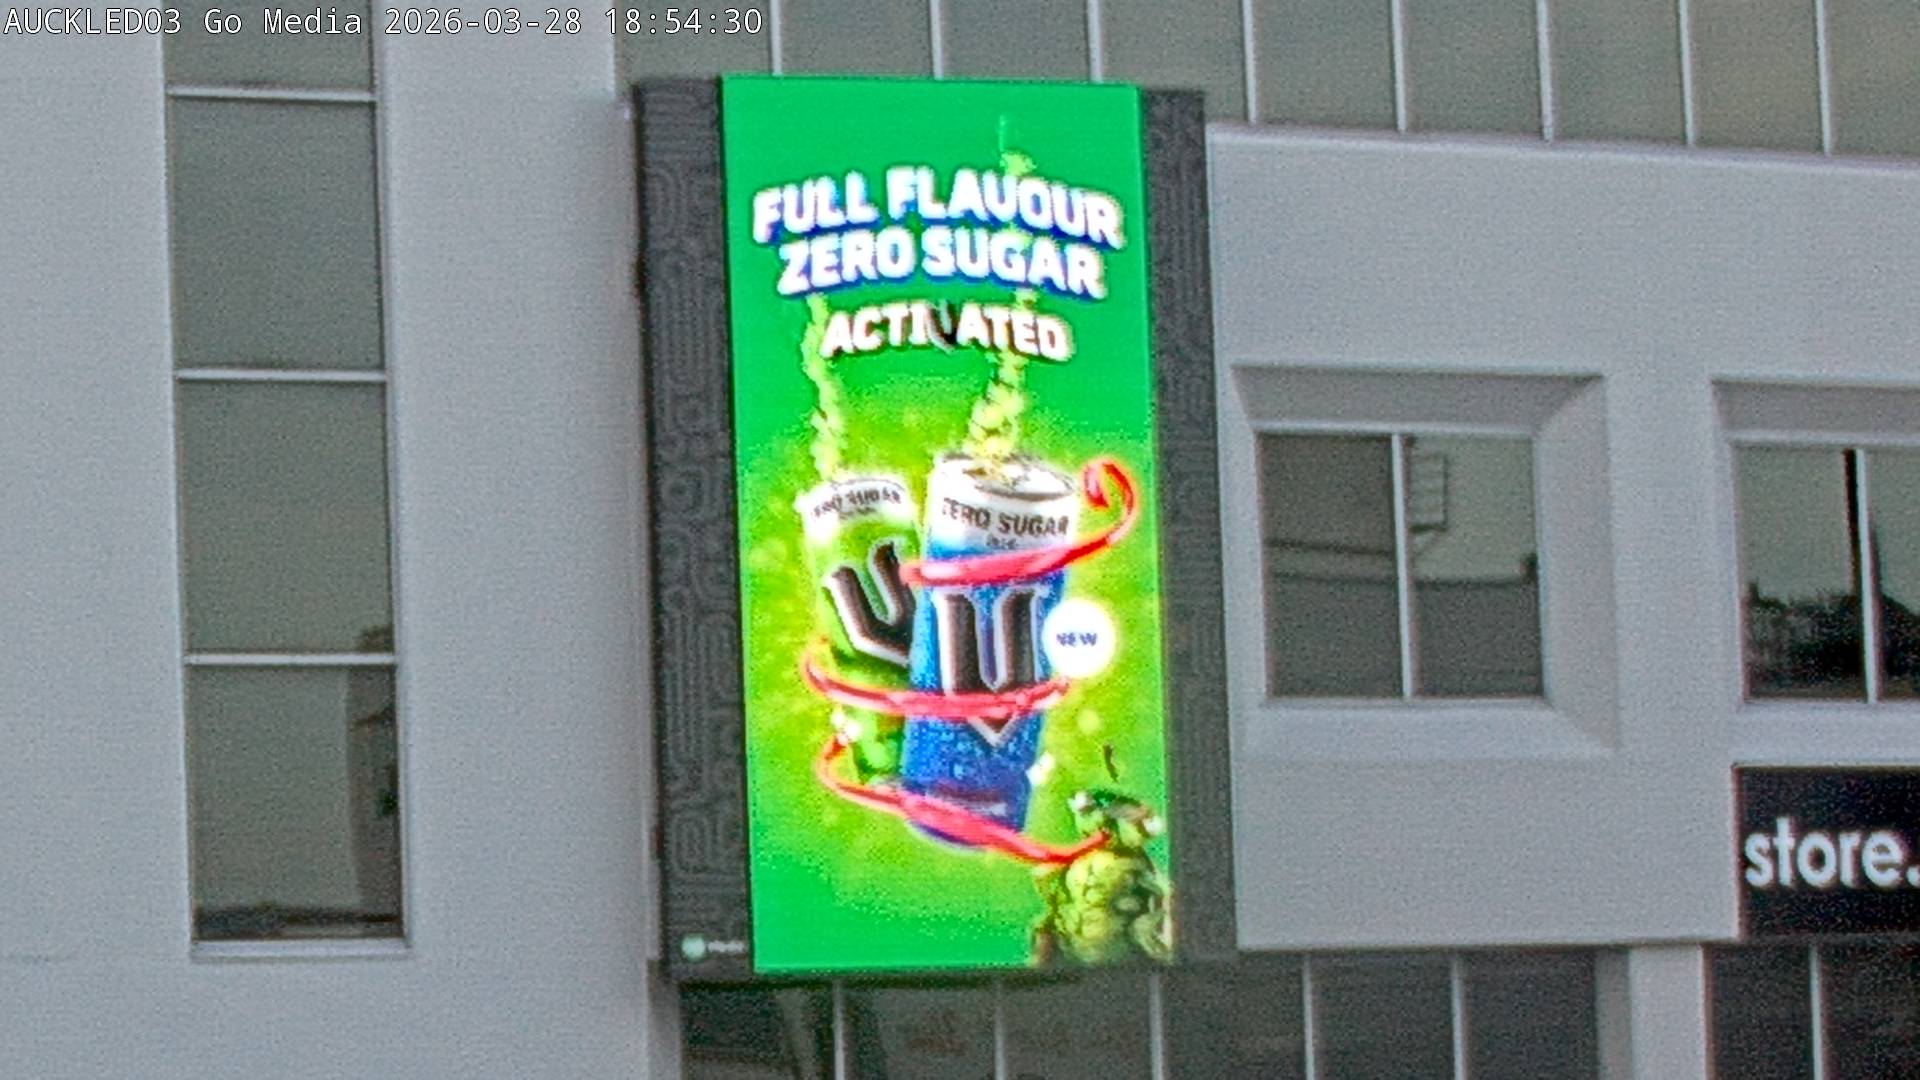 AUCKLED03 Go Media 2026-03-28 18:54:30
FULL FLAVOUR
ZERO SUGAR
ACTIVATED
ZERO SUGAR
ZERO SUGAR
V
V
NEW
store.